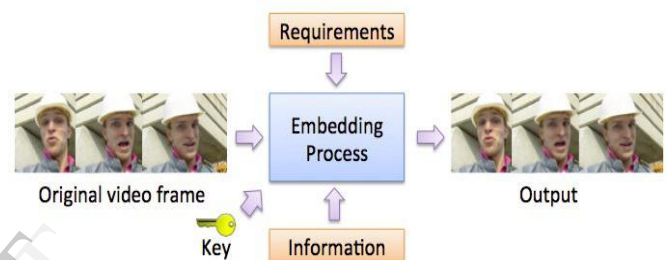 Requirements
Embedding
Process
Original video frame
Output
Key
Information